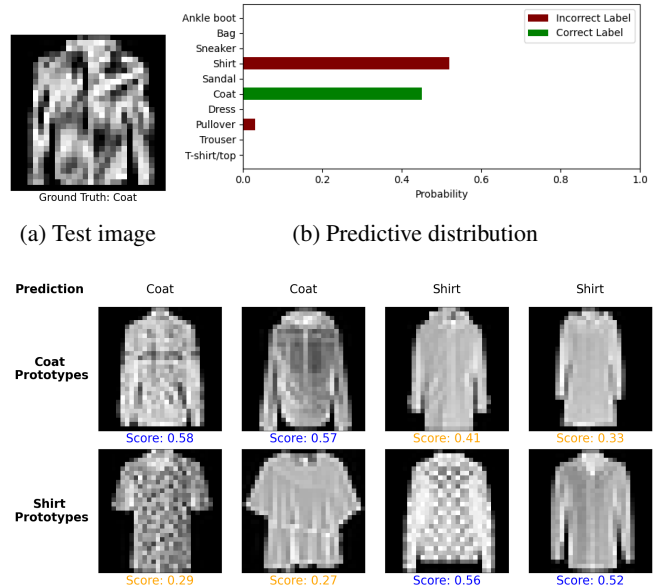 Ground Truth: Coat
(a) Test image
Ankle boot
Bag
Sneaker
Shirt
Sandal
Coat
Dress
Pullover
Trouser
T-shirt/top
Incorrect Label
Correct Label
0.0 0.2 0.4 0.6 0.8 1.0
Probability
(b) Predictive distribution
Prediction Coat Coat Shirt Shirt
Coat
Prototypes
Score: 0.58 Score: 0.57 Score: 0.41 Score: 0.33
Shirt
Prototypes
Score: 0.29 Score: 0.27 Score: 0.56 Score: 0.52